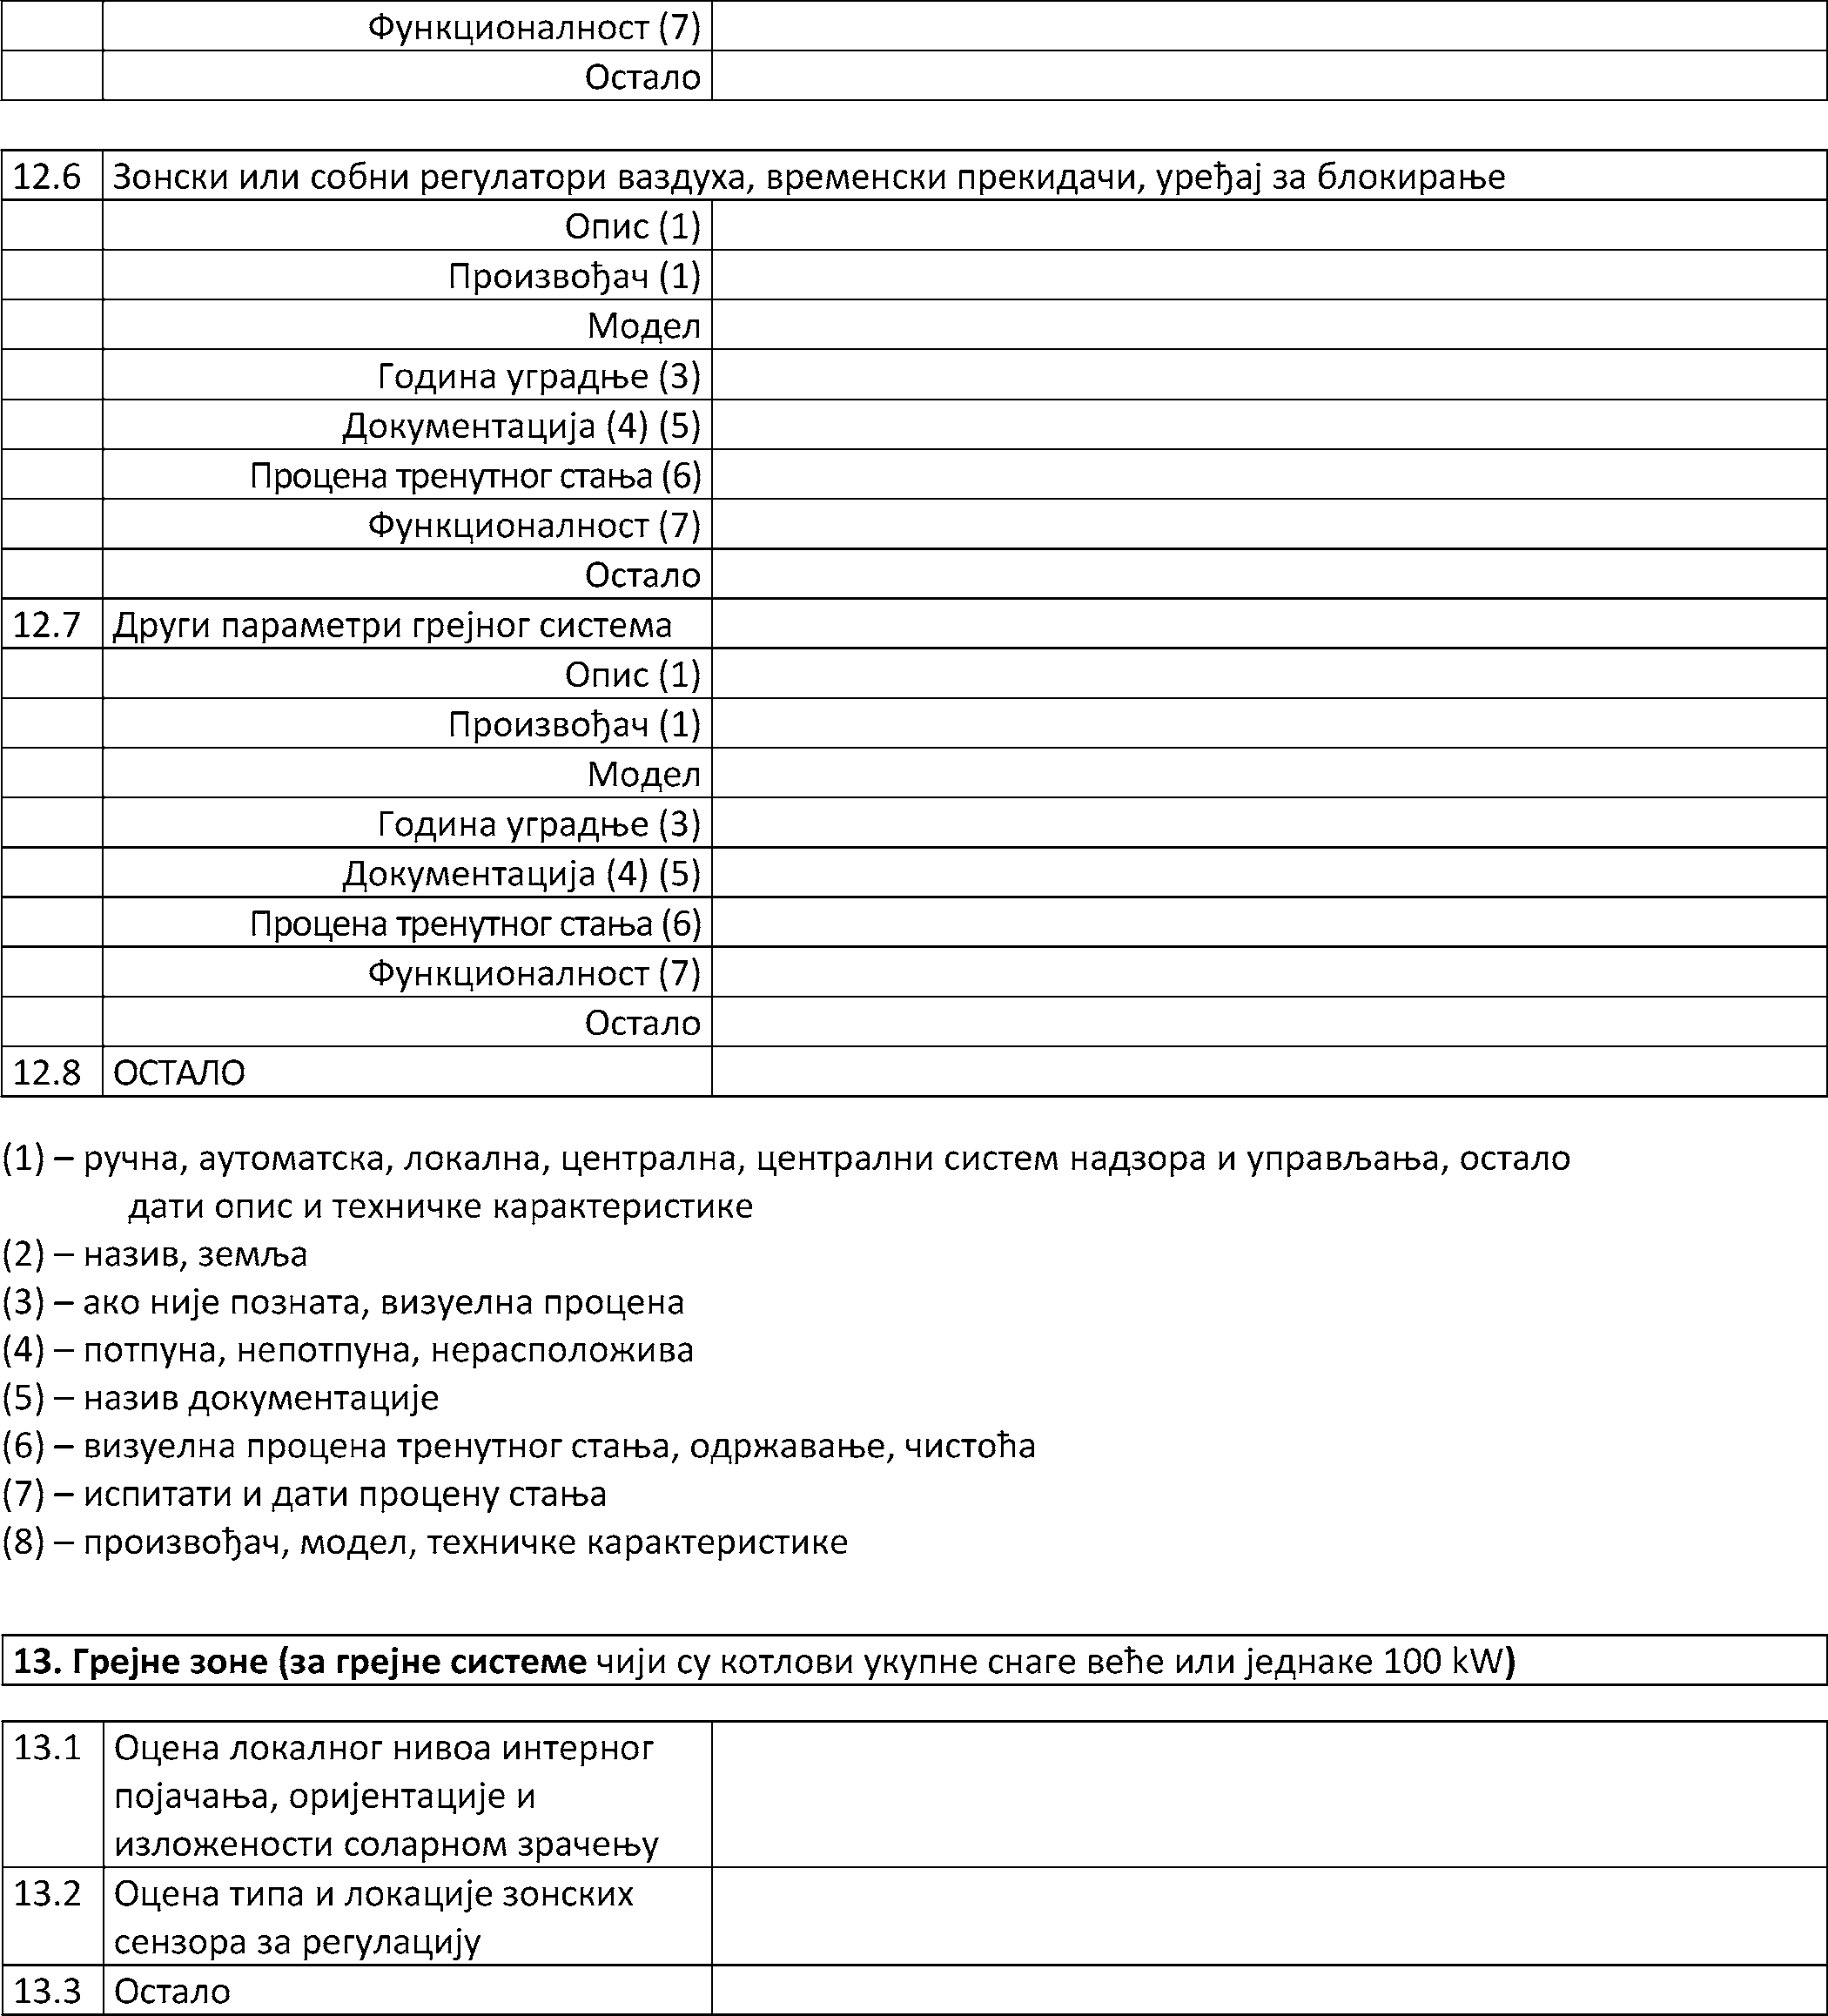 Функционалност (7)
Остало
12.6 Зонски или собни регулатори ваздуха, временски прекидачи, уређај за блокирање
Опис (1)
Произвођач (1)
Модел
Година уградње (3)
Документација (4) (5)
Процена тренутног стања (6)
Функционалност (7)
Остало
12.7 Други параметри грејног система
Опис (1)
Произвођач (1)
Модел
Година уградње (3)
Документација (4) (5)
Процена тренутног стања (6)
Функционалност (7)
Остало
12.8 ОСТАЛО
(1) – ручна, аутоматска, локална, централна, централни систем надзора и управљања, остало
дати опис и техничке карактеристике
(2) – назив, земља
(3) – ако није позната, визуелна процена
(4) – потпуна, непотпуна, нерасположива
(5) – назив документације
(6) – визуелна процена тренутног стања, одржавање, чистоћа
(7) – испитати и дати процену стања
(8) – произвођач, модел, техничке карактеристике
13. Грејне зоне (за грејне системе чији су котлови укупне снаге веће или једнаке 100 kW)
13.1 Оцена локалног нивоа интерног
појачања, оријентације и
изложености соларном зрачењу
13.2 Оцена типа и локације зонских
сензора за регулацију
13.3 Остало